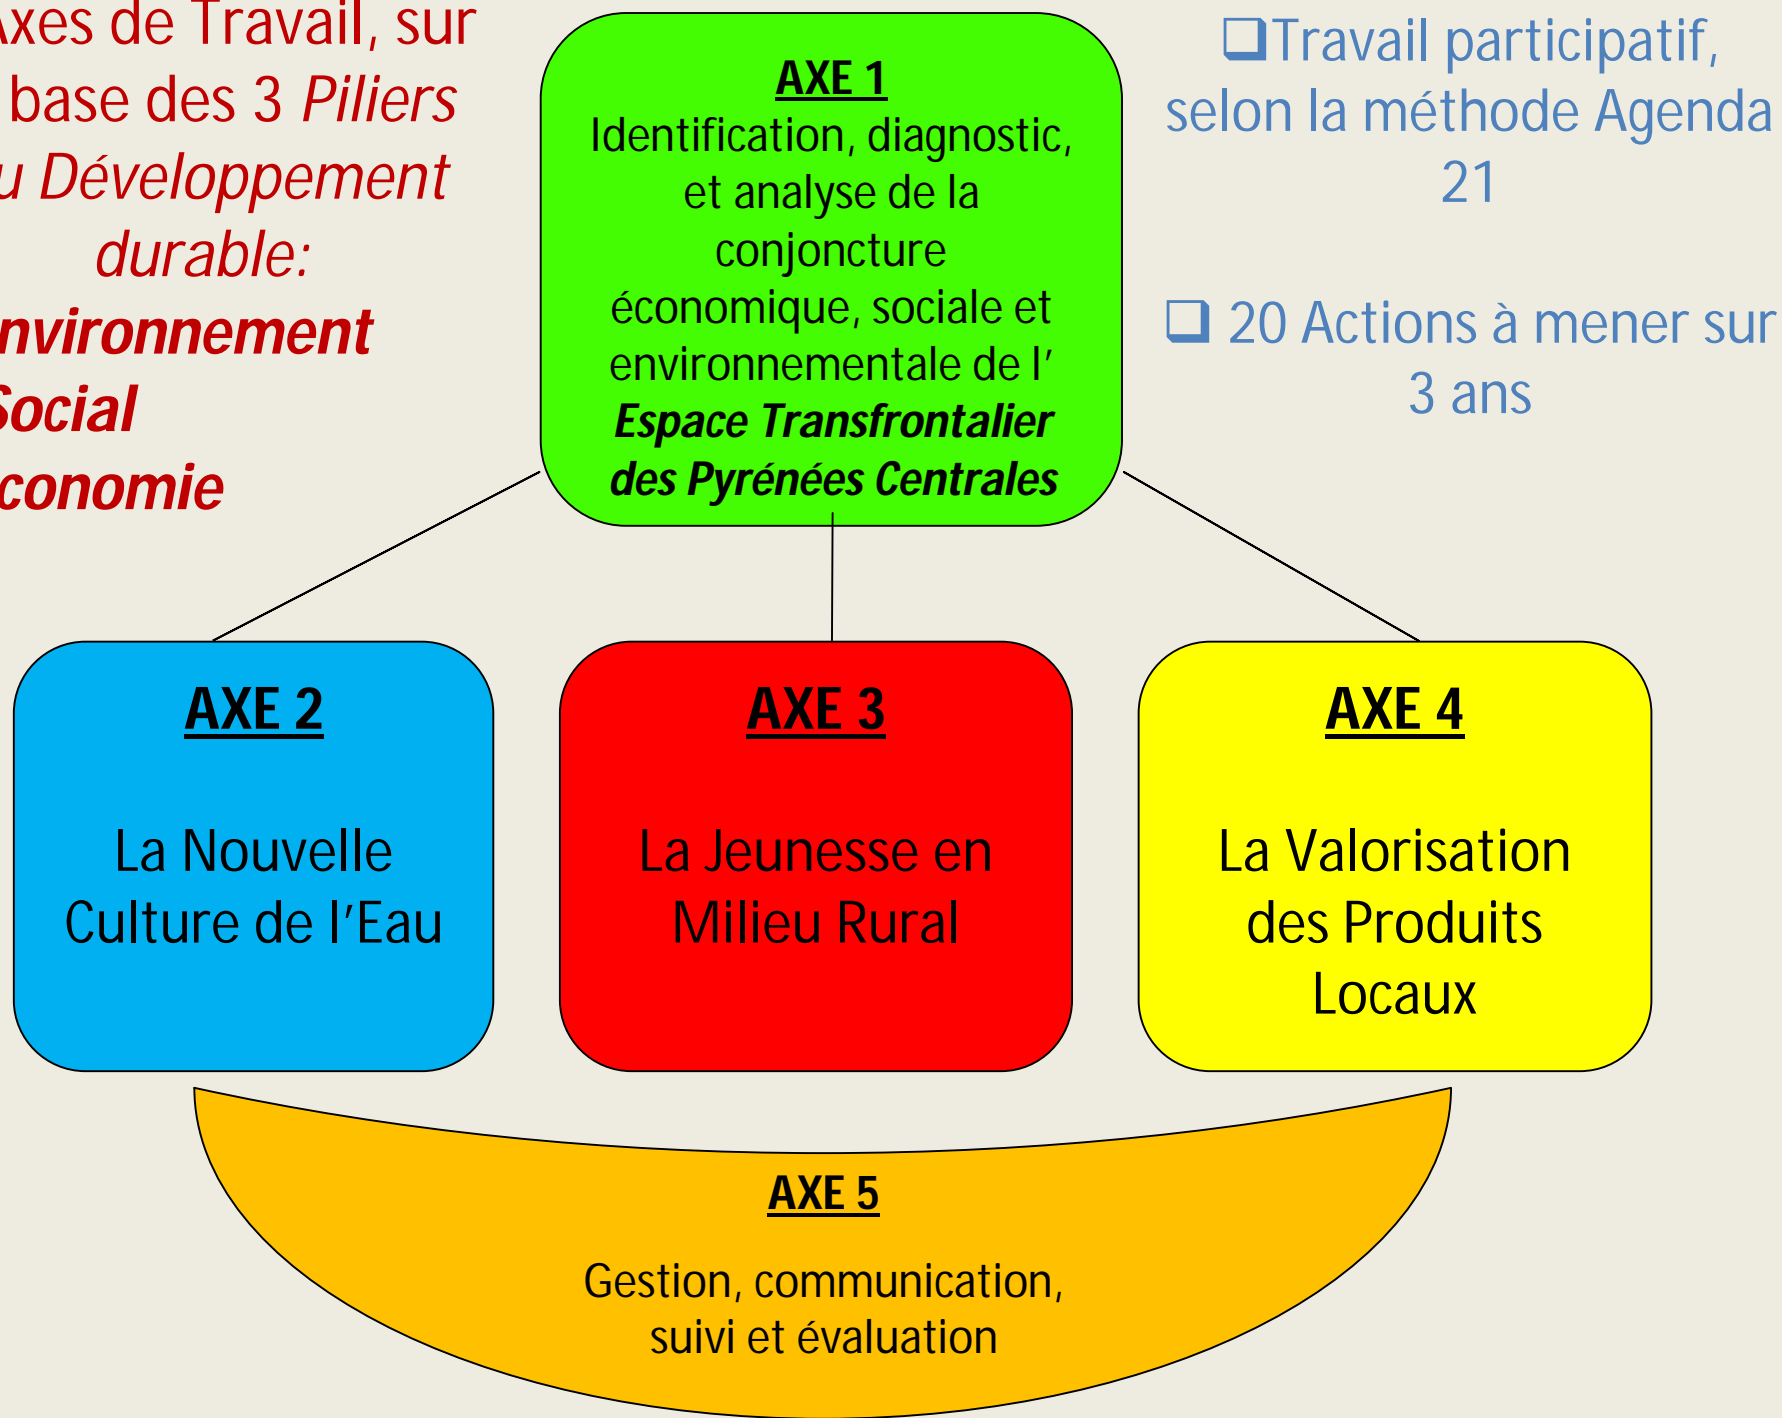 Axes de Travail, sur
base des 3 Piliers
u Développement
durable:
nvironnement
Social
conomie
AXE 1
Identification, diagnostic,
et analyse de la
conjoncture
économique, sociale et
environnementale de l’
Espace Transfrontalier
des Pyrénées Centrales
❑Travail participatif,
selon la méthode Agenda
21
❑ 20 Actions à mener sur
3 ans
AXE 2
La Nouvelle
Culture de l’Eau
AXE 3
La Jeunesse en
Milieu Rural
AXE 4
La Valorisation
des Produits
Locaux
AXE 5
Gestion, communication,
suivi et évaluation